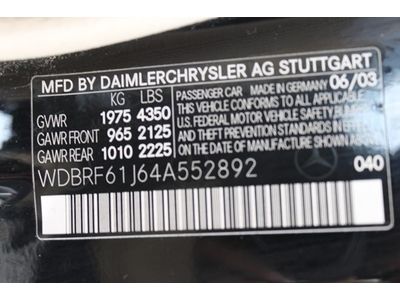 MFD BY DAIMLERCHRYSLER AG STUTTGART
KG LBS
GVWR 1975 4350
GAWR FRONT 965 2125
GAWR REAR 1010 2225
PASSENGER CAR MADE IN GERMANY 06/03
THIS VEHICLE CONFORMS TO ALL APPLICABLE
U.S. FEDERAL MOTOR VEHICLE SAFETY
BUMPER, AND THEFT PREVENTION
STANDARDS IN EFFECT ON THE DATE OF
MANUFACTURE SHOWN ABOVE.
WDBRF61J64A552892
040